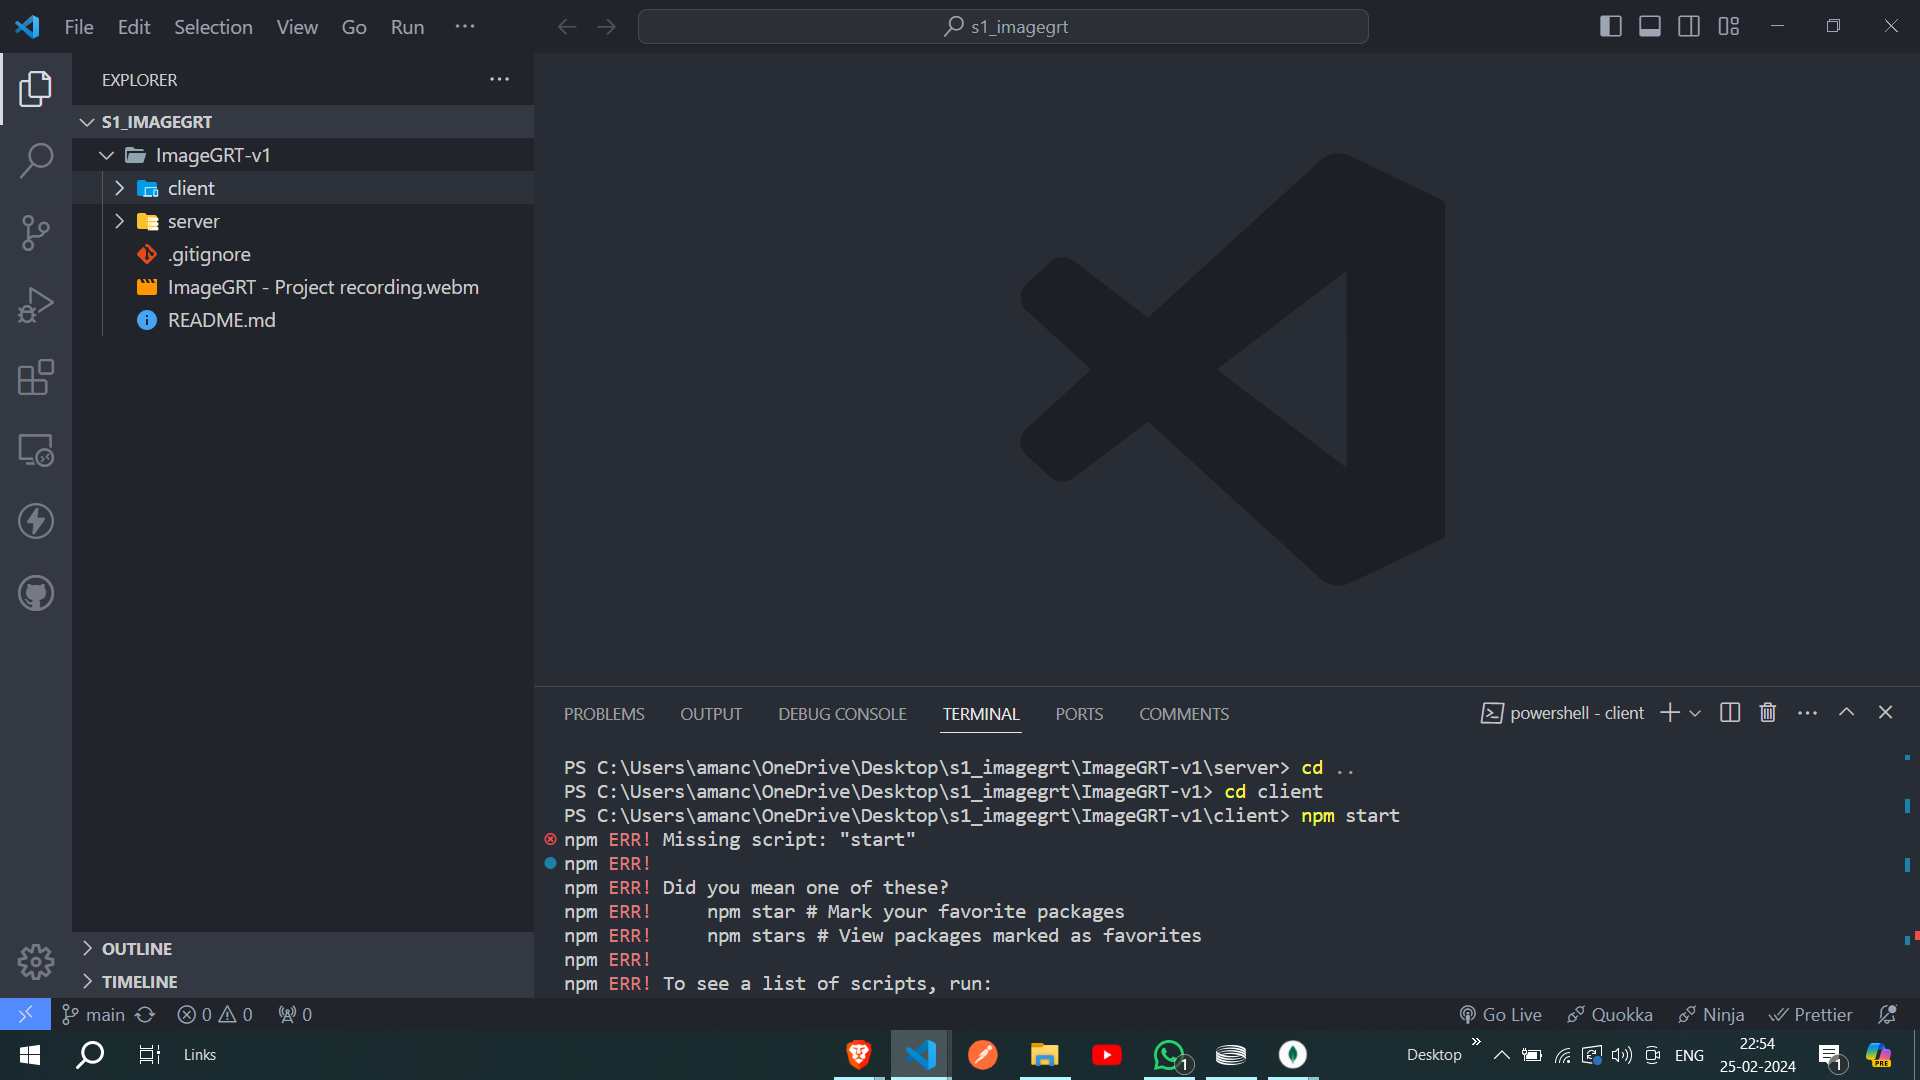 File Edit Selection View Go Run ···
s1_imagegrt
EXPLORER
S1_IMAGEGRT
ImageGRT-v1
client
server
.gitignore
ImageGRT - Project recording.webm
README.md
OUTLINE
TIMELINE
PROBLEMS OUTPUT DEBUG CONSOLE TERMINAL PORTS COMMENTS
powershell - client
PS C:\Users\amanc\OneDrive\Desktop\s1_imagegrt\ImageGRT-v1\server> cd ..
PS C:\Users\amanc\OneDrive\Desktop\s1_imagegrt\ImageGRT-v1> cd client
PS C:\Users\amanc\OneDrive\Desktop\s1_imagegrt\ImageGRT-v1\client> npm start
npm ERR! Missing script: "start"
npm ERR!
npm ERR! Did you mean one of these?
npm ERR!     npm star # Mark your favorite packages
npm ERR!     npm stars # View packages marked as favorites
npm ERR!
npm ERR! To see a list of scripts, run:
main 0 0 0
Go Live Quokka Ninja Prettier
Links
1
Desktop
ENG
22:54
25-02-2024
1
PRE